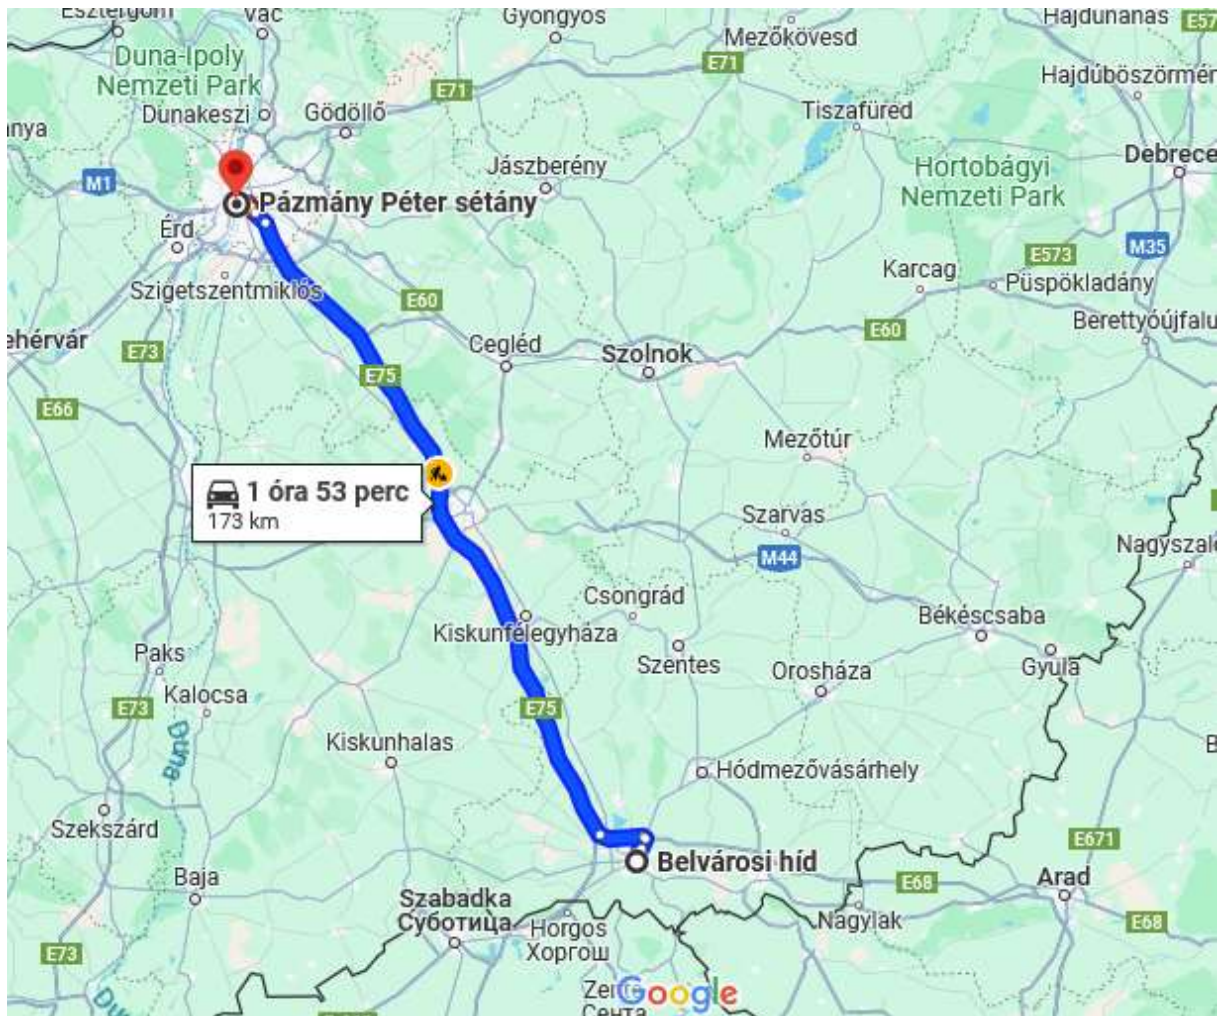 Esztergom
Vác
Gyöngyös
Hajdúnánás
E57
Mezőkövesd
Duna-Ipoly
Nemzeti Park
E71
Hajdúböszörmén
E71
Dunakeszi
Gödöllő
Tiszafüred
nya
Debrece
Jászberény
Hortobágyi
Nemzeti Park
M1
Pázmány Péter sétány
Érd
M35
E573
Karcag
Püspökladány
Szigetszentmiklós
E60
Berettyóújfalu
E60
ehérvár
E73
Cegléd
Szolnok
E75
E66
Mezőtúr
1 óra 53 perc
173 km
Szarvas
Nagyszalo
M44
Csongrád
Békéscsaba
Kiskunfélegyháza
Paks
Szentes
Gyula
Orosháza
Kalocsa
E73
E75
Duna
Kiskunhalas
B
Hódmezővásárhely
Szekszárd
E671
Belvárosi híd
Baja
E68
Arad
Szabadka
Суботица
Nagylak
E68
Horgos
Хоргош
E73
Google
Сента